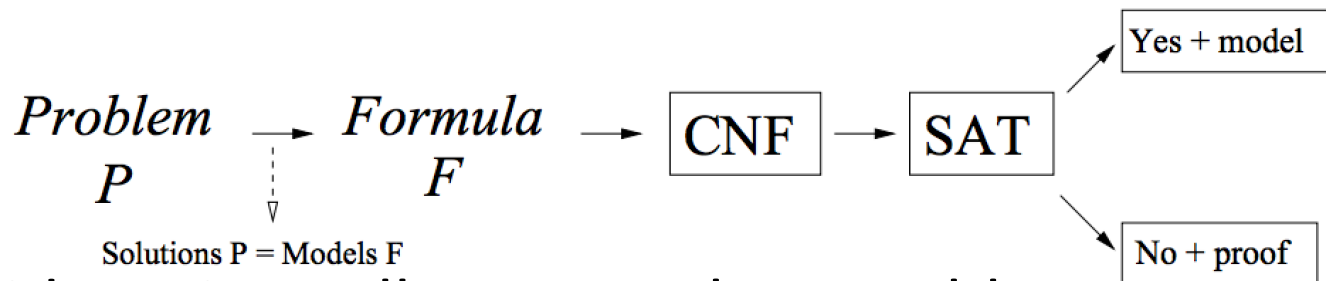 Problem
P
Formula
F
CNF
SAT
Yes + model
No + proof
Solutions P = Models F